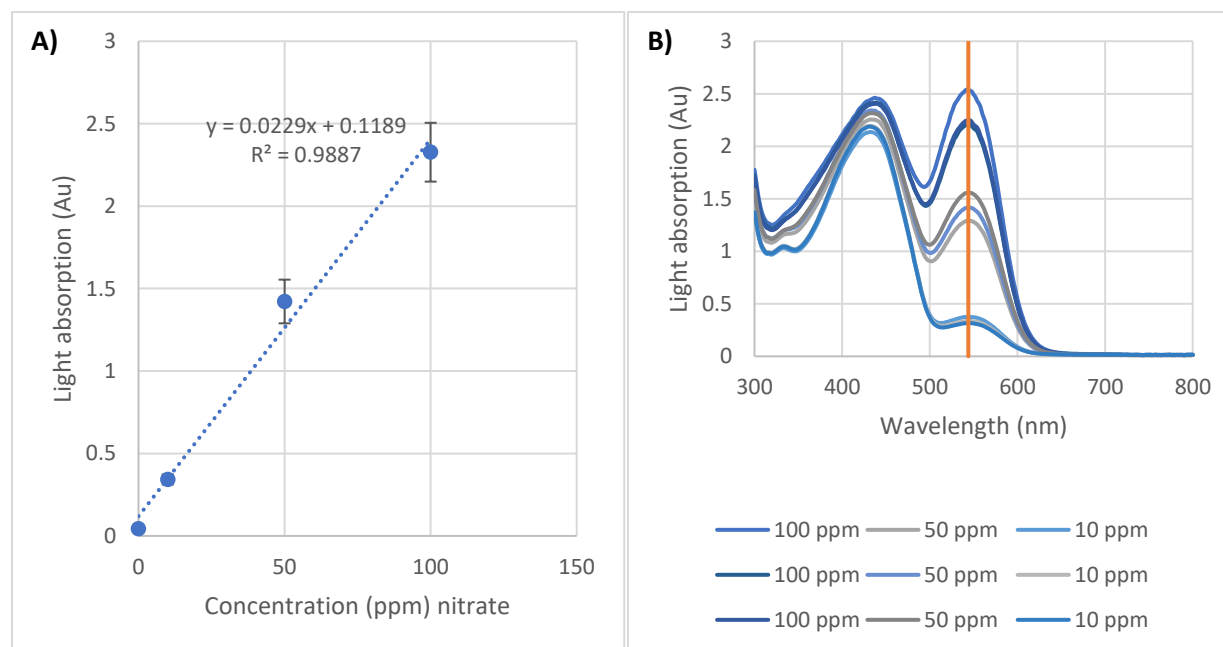 A)
3
2.5
2
1.5
1
0.5
0
0
50
100
150
y = 0.0229x + 0.1189
R² = 0.9887
Light absorption (Au)
Concentration (ppm) nitrate
B)
3
2.5
2
1.5
1
0.5
0
300
400
500
600
700
800
Light absorption (Au)
Wavelength (nm)
100 ppm 50 ppm 10 ppm
100 ppm 50 ppm 10 ppm
100 ppm 50 ppm 10 ppm